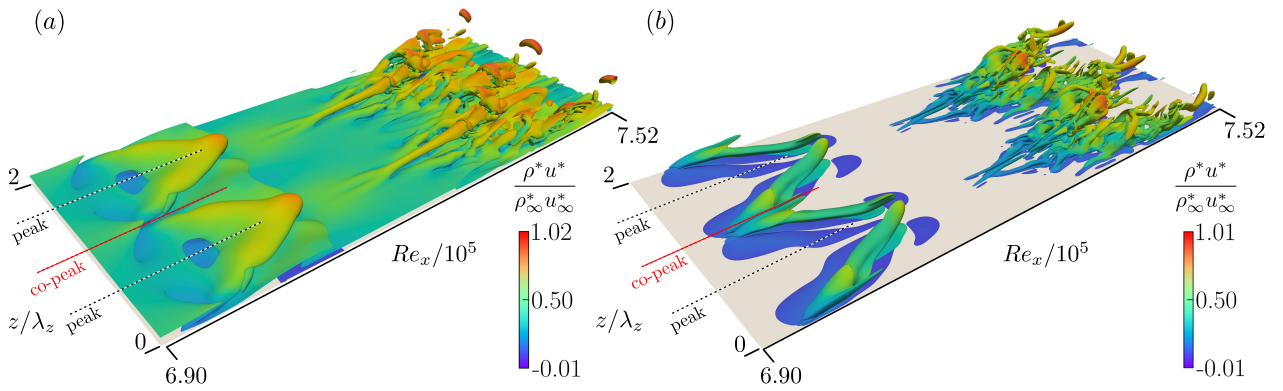 (a)
2
peak
co-peak
peak
z/λ_z
0
6.90
7.52
Re_x/10^5
ρ*u*
ρ*_∞u*_∞
1.02
0.50
-0.01
(b)
2
peak
co-peak
peak
z/λ_z
0
6.90
7.52
Re_x/10^5
ρ*u*
ρ*_∞u*_∞
1.01
0.50
-0.01